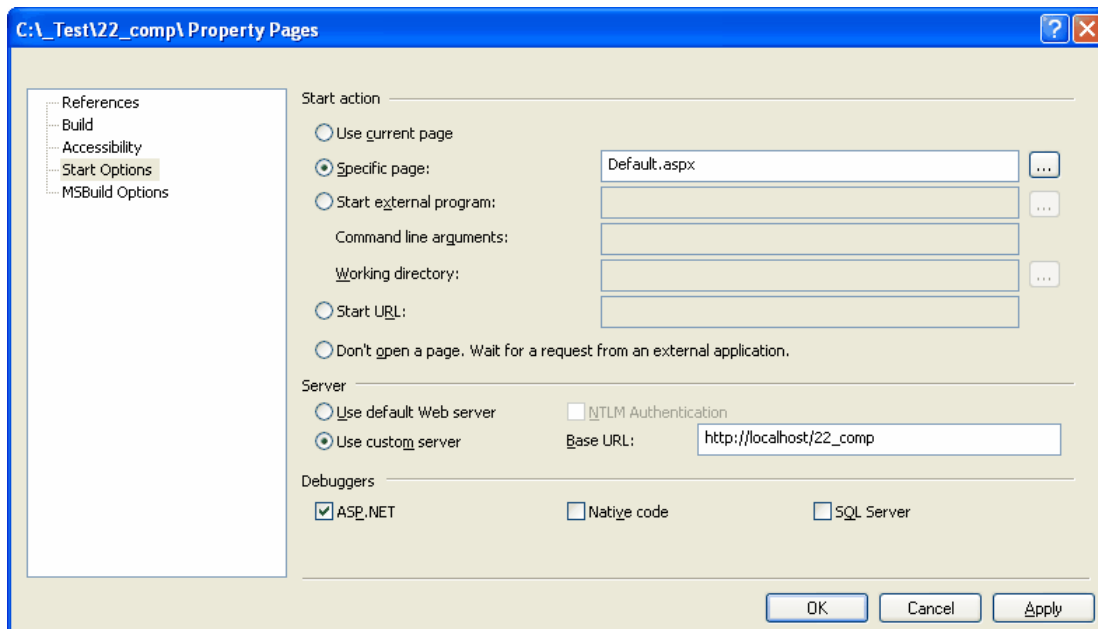 C:\_Test\22_comp\ Property Pages
References
Build
Accessibility
Start Options
MSBuild Options
Start action
Use current page
Specific page: Default.aspx ...
Start external program: ...
Command line arguments:
Working directory: ...
Start URL:
Don't open a page. Wait for a request from an external application.
Server
Use default Web server NTLM Authentication
Use custom server Base URL: http://localhost/22_comp
Debuggers
ASP.NET Native code SQL Server
OK Cancel Apply